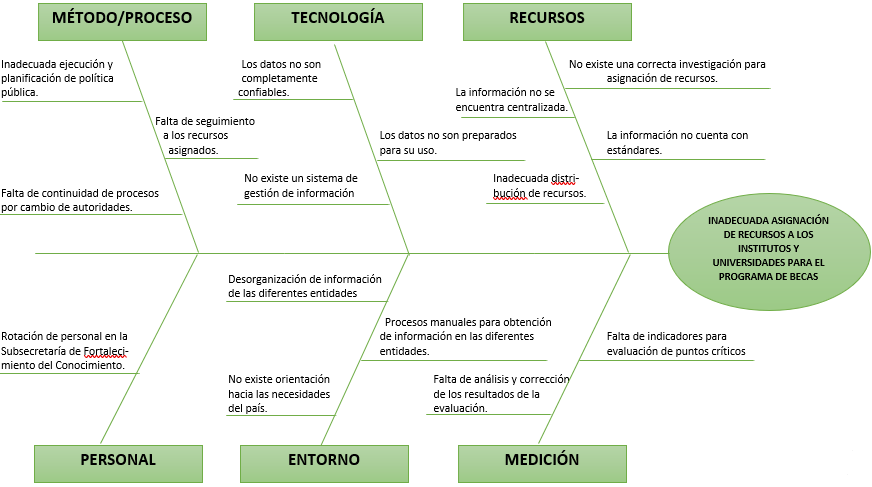 MÉTODO/PROCESO
TECNOLOGÍA
RECURSOS
Inadecuada ejecución y
planificación de política
pública.
Falta de seguimiento
a los recursos
asignados.
Falta de continuidad de procesos
por cambio de autoridades.
Los datos no son
completamente
confiables.
Los datos no son preparados
para su uso.
No existe un sistema de
gestión de información
No existe una correcta investigación para
asignación de recursos.
La información no se
encuentra centralizada.
La información no cuenta con
estándares.
Inadecuada distri-
bución de recursos.
INADECUADA ASIGNACIÓN
DE RECURSOS A LOS
INSTITUTOS Y
UNIVERSIDADES PARA EL
PROGRAMA DE BECAS
Rotación de personal en la
Subsecretaría de Fortaleci-
miento del Conocimiento.
Desorganización de información
de las diferentes entidades
Procesos manuales para obtención
de información en las diferentes
entidades.
No existe orientación
hacia las necesidades
del país.
Falta de indicadores para
evaluación de puntos críticos
Falta de análisis y corrección
de los resultados de la
evaluación.
PERSONAL
ENTORNO
MEDICIÓN